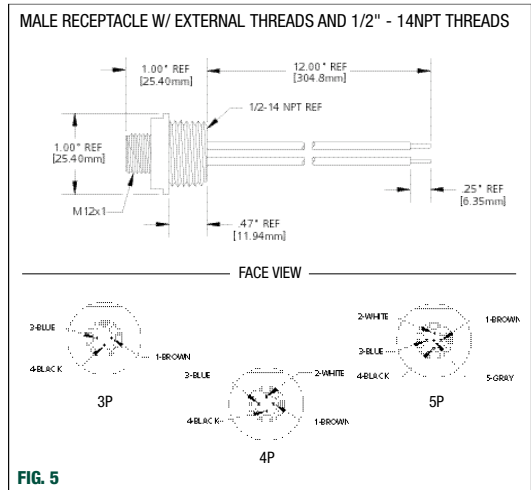 MALE RECEPTACLE W/ EXTERNAL THREADS AND 1/2" - 14NPT THREADS
1.00" REF
[25.40mm]
12.00" REF
[304.8mm]
1/2-14 NPT REF
1.00" REF
[25.40mm]
M12x1
.25" REF
[6.35mm]
.47" REF
[11.94mm]
FACE VIEW
3-BLUE
4-BLACK
1-BROWN
3P
3-BLUE
2-WHITE
4-BLACK
1-BROWN
4P
2-WHITE
1-BROWN
3-BLUE
4-BLACK
5-GRAY
5P
FIG. 5